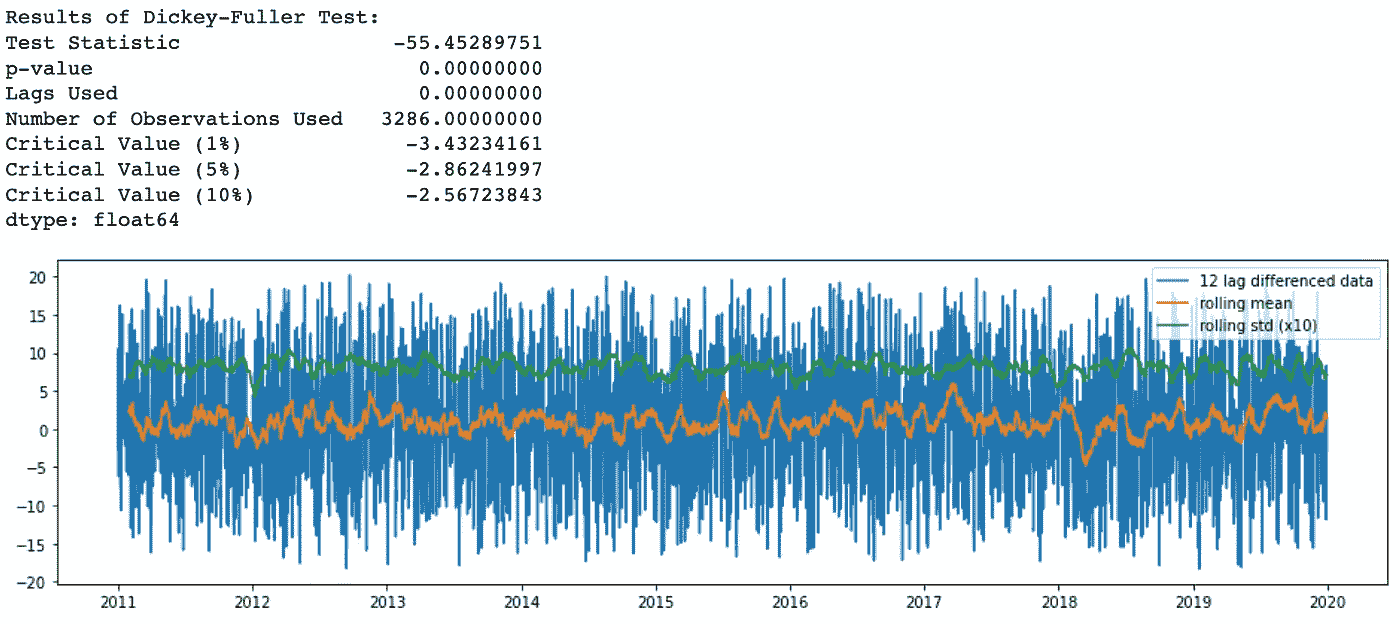 Results of Dickey-Fuller Test:
Test Statistic -55.45289751
p-value 0.00000000
Lags Used 0.00000000
Number of Observations Used 3286.00000000
Critical Value (1%) -3.43234161
Critical Value (5%) -2.86241997
Critical Value (10%) -2.56723843
dtype: float64
20
15
10
5
0
−5
−10
−15
−20
12 lag differenced data
rolling mean
rolling std (x10)
2011 2012 2013 2014 2015 2016 2017 2018 2019 2020